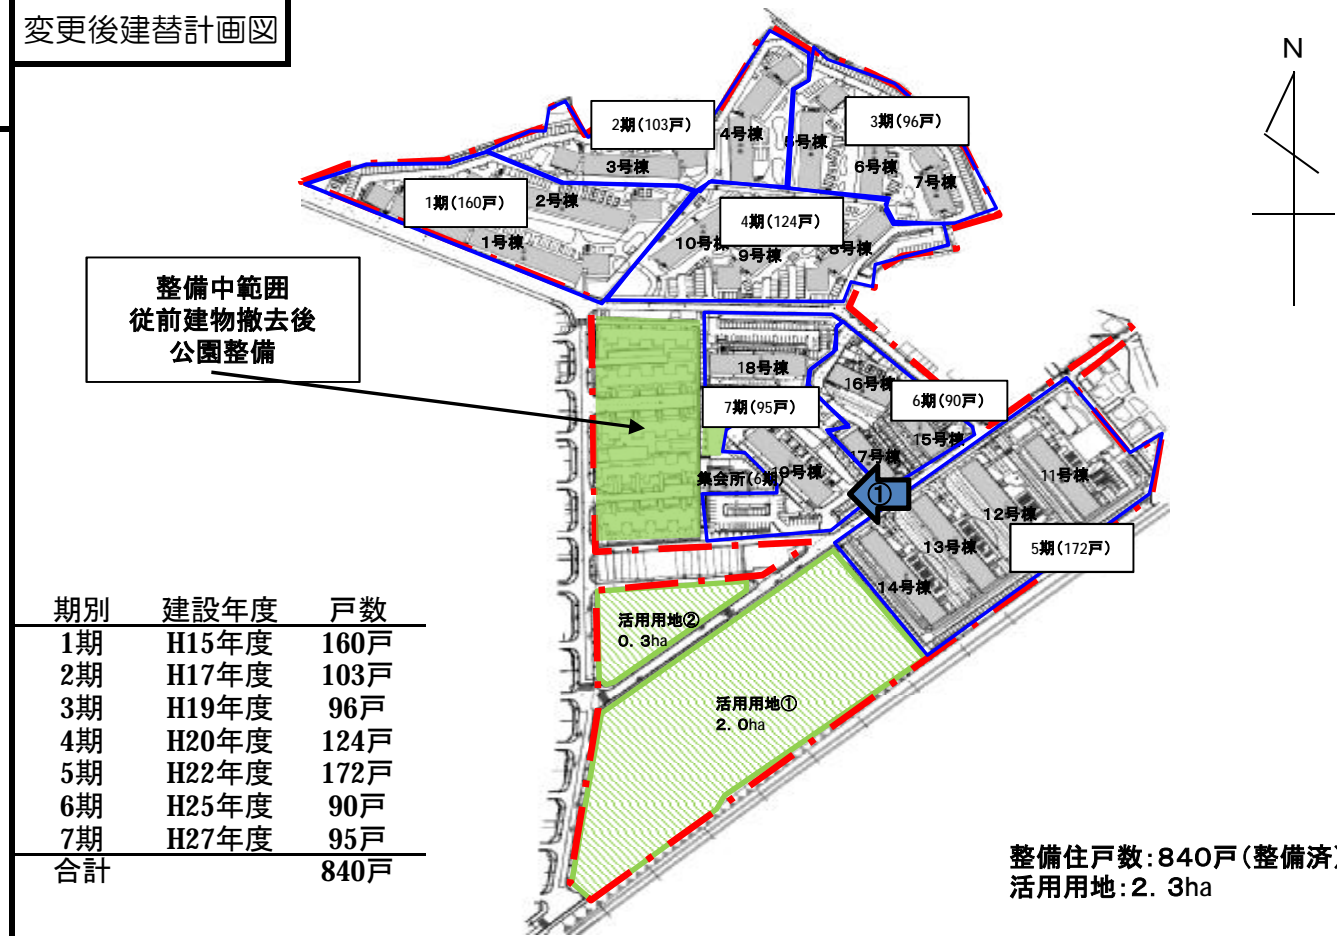 変更後建替計画図
N
2期(103戸)
3期(96戸)
4号棟
5号棟
3号棟
6号棟
7号棟
1期(160戸)
2号棟
4期(124戸)
1号棟
10号棟
9号棟
8号棟
整備中範囲
従前建物撤去後
公園整備
18号棟
16号棟
7期(95戸)
6期(90戸)
15号棟
17号棟
19号棟
集会所(6期)
①
11号棟
12号棟
13号棟
5期(172戸)
14号棟
活用用地②
0.3ha
活用用地①
2.0ha
期別 建設年度 戸数
1期 H15年度 160戸
2期 H17年度 103戸
3期 H19年度 96戸
4期 H20年度 124戸
5期 H22年度 172戸
6期 H25年度 90戸
7期 H27年度 95戸
合計 840戸
整備住戸数:840戸(整備済)
活用用地:2.3ha